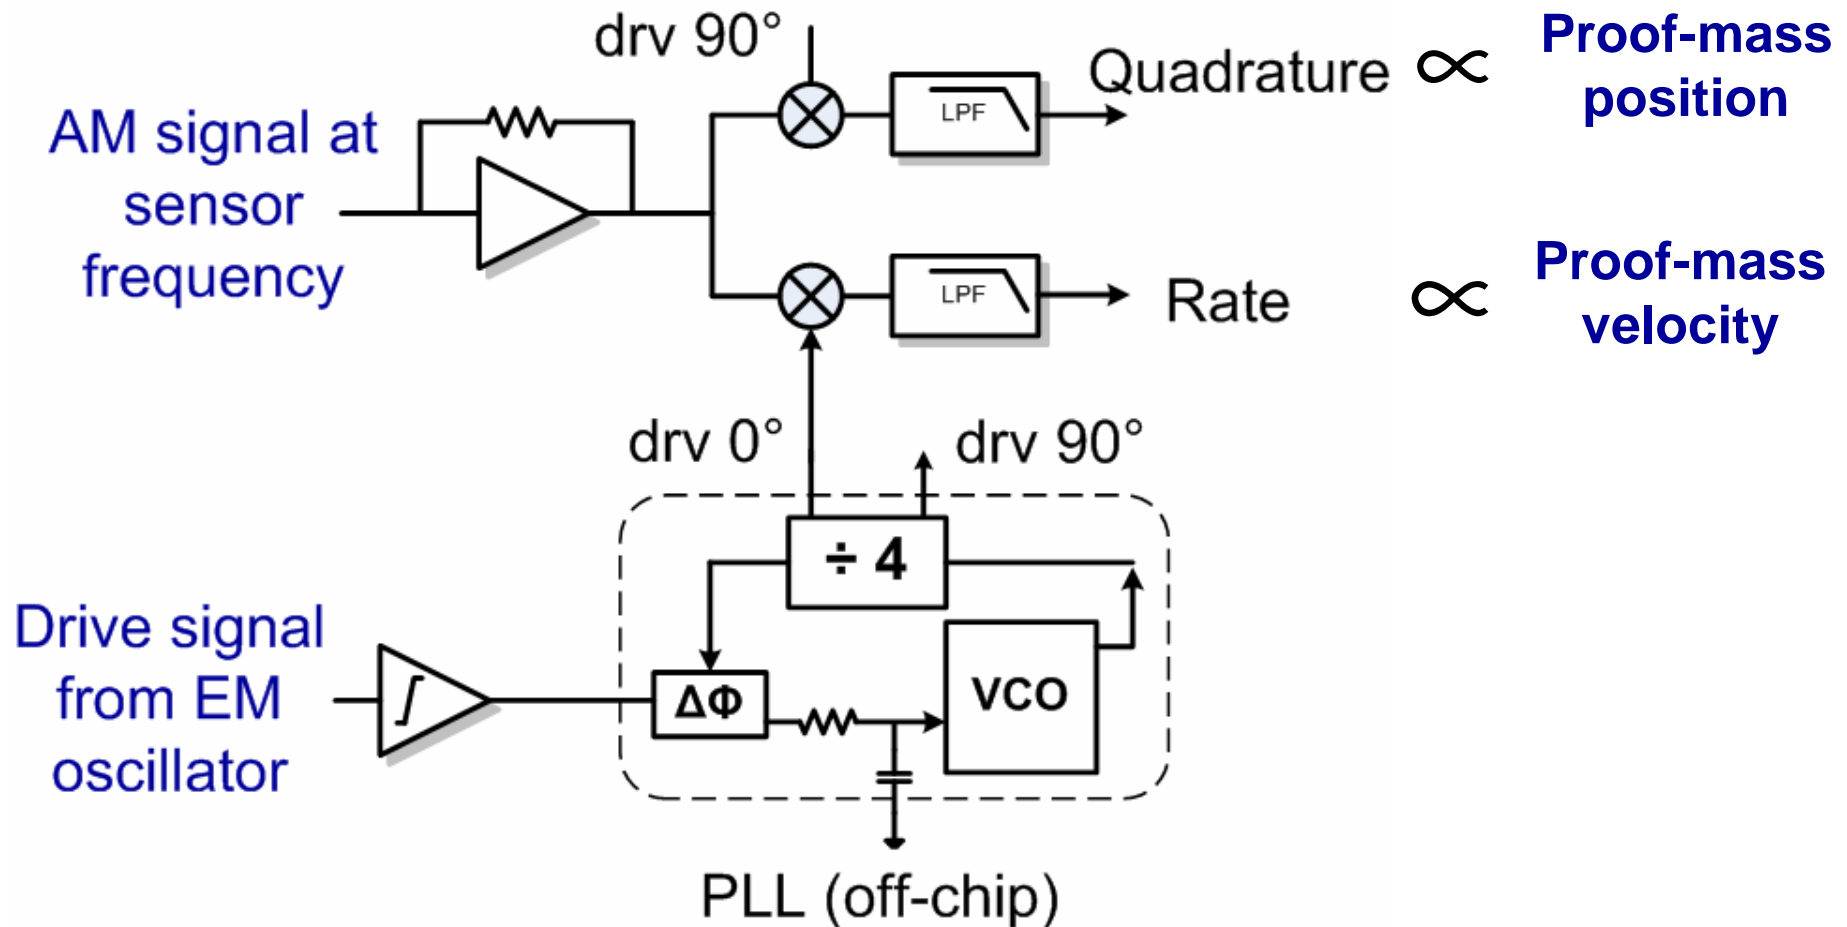 drv 90°
Quadrature ∝
Proof-mass
position
LPF
AM signal at
sensor
frequency
LPF
Rate ∝
Proof-mass
velocity
drv 0°
drv 90°
÷ 4
Drive signal
from EM
oscillator
ΔΦ
VCO
PLL (off-chip)